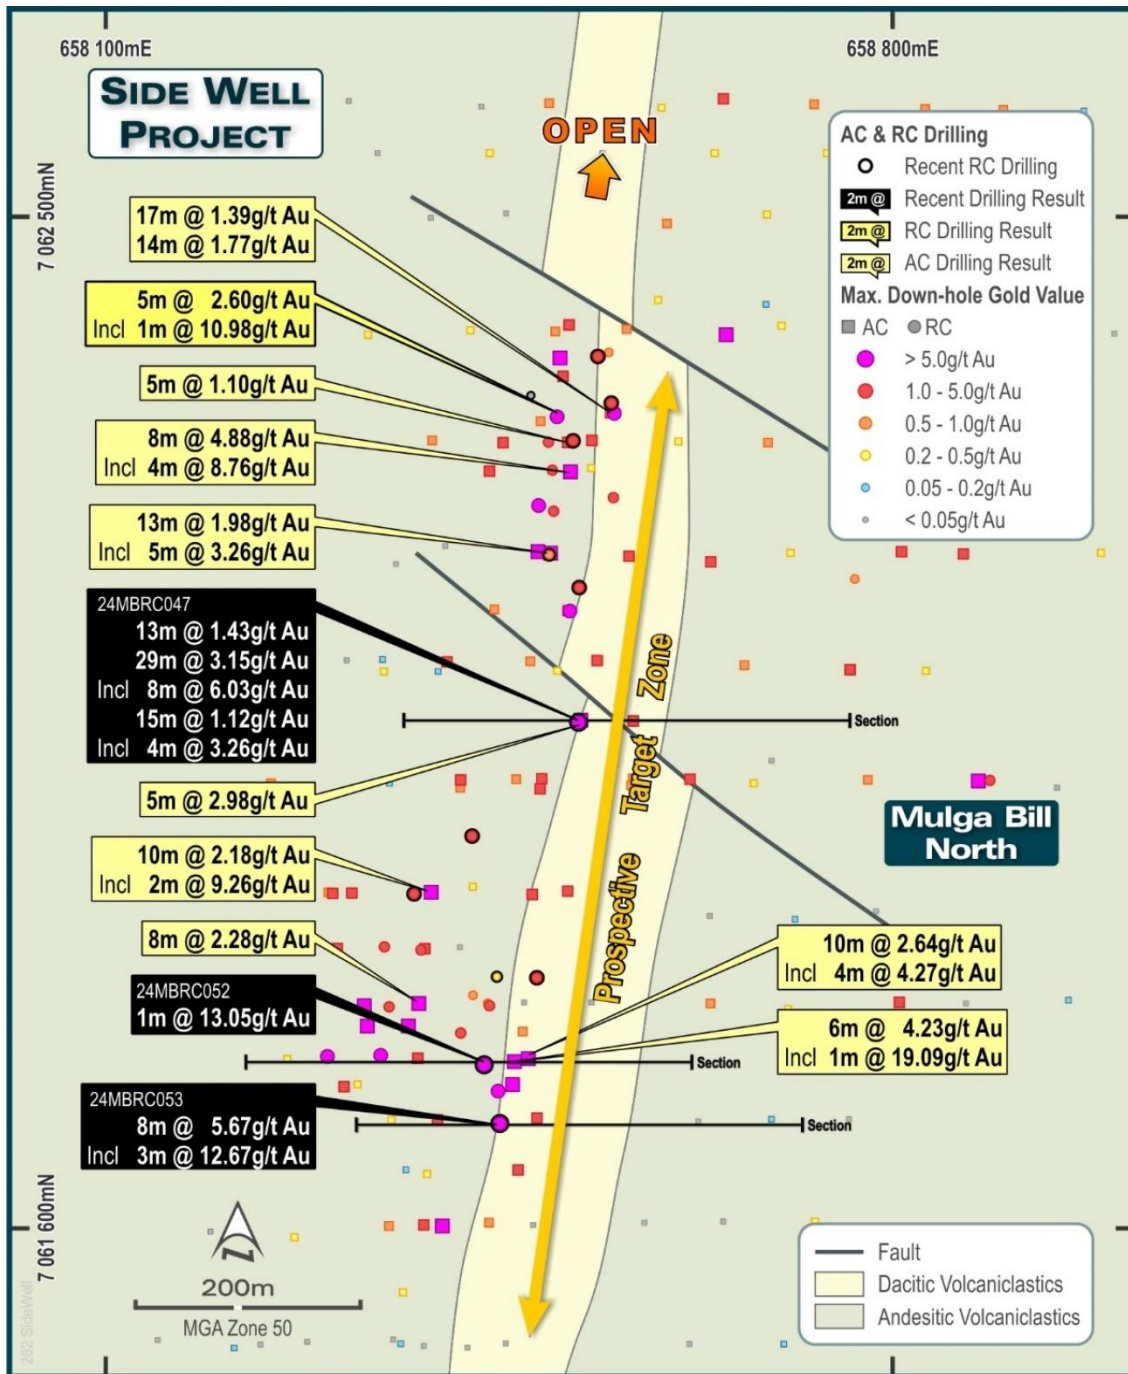 658 100mE
658 800mE
SIDE WELL
PROJECT
OPEN
7 062 500mN
AC & RC Drilling
Recent RC Drilling
2m @ Recent Drilling Result
2m @ RC Drilling Result
2m @ AC Drilling Result
Max. Down-hole Gold Value
AC RC
> 5.0g/t Au
1.0 - 5.0g/t Au
0.5 - 1.0g/t Au
0.2 - 0.5g/t Au
0.05 - 0.2g/t Au
< 0.05g/t Au
17m @ 1.39g/t Au
14m @ 1.77g/t Au
5m @ 2.60g/t Au
Incl 1m @ 10.98g/t Au
5m @ 1.10g/t Au
8m @ 4.88g/t Au
Incl 4m @ 8.76g/t Au
13m @ 1.98g/t Au
Incl 5m @ 3.26g/t Au
24MBRC047
13m @ 1.43g/t Au
29m @ 3.15g/t Au
Incl 8m @ 6.03g/t Au
15m @ 1.12g/t Au
Incl 4m @ 3.26g/t Au
Section
5m @ 2.98g/t Au
Prospective Target Zone
Mulga Bill
North
10m @ 2.18g/t Au
Incl 2m @ 9.26g/t Au
8m @ 2.28g/t Au
10m @ 2.64g/t Au
Incl 4m @ 4.27g/t Au
24MBRC052
1m @ 13.05g/t Au
6m @ 4.23g/t Au
Incl 1m @ 19.09g/t Au
Section
24MBRC053
8m @ 5.67g/t Au
Incl 3m @ 12.67g/t Au
Section
7 061 600mN
N
200m
MGA Zone 50
Fault
Dacitic Volcaniclastics
Andesitic Volcaniclastics
262 SideWell